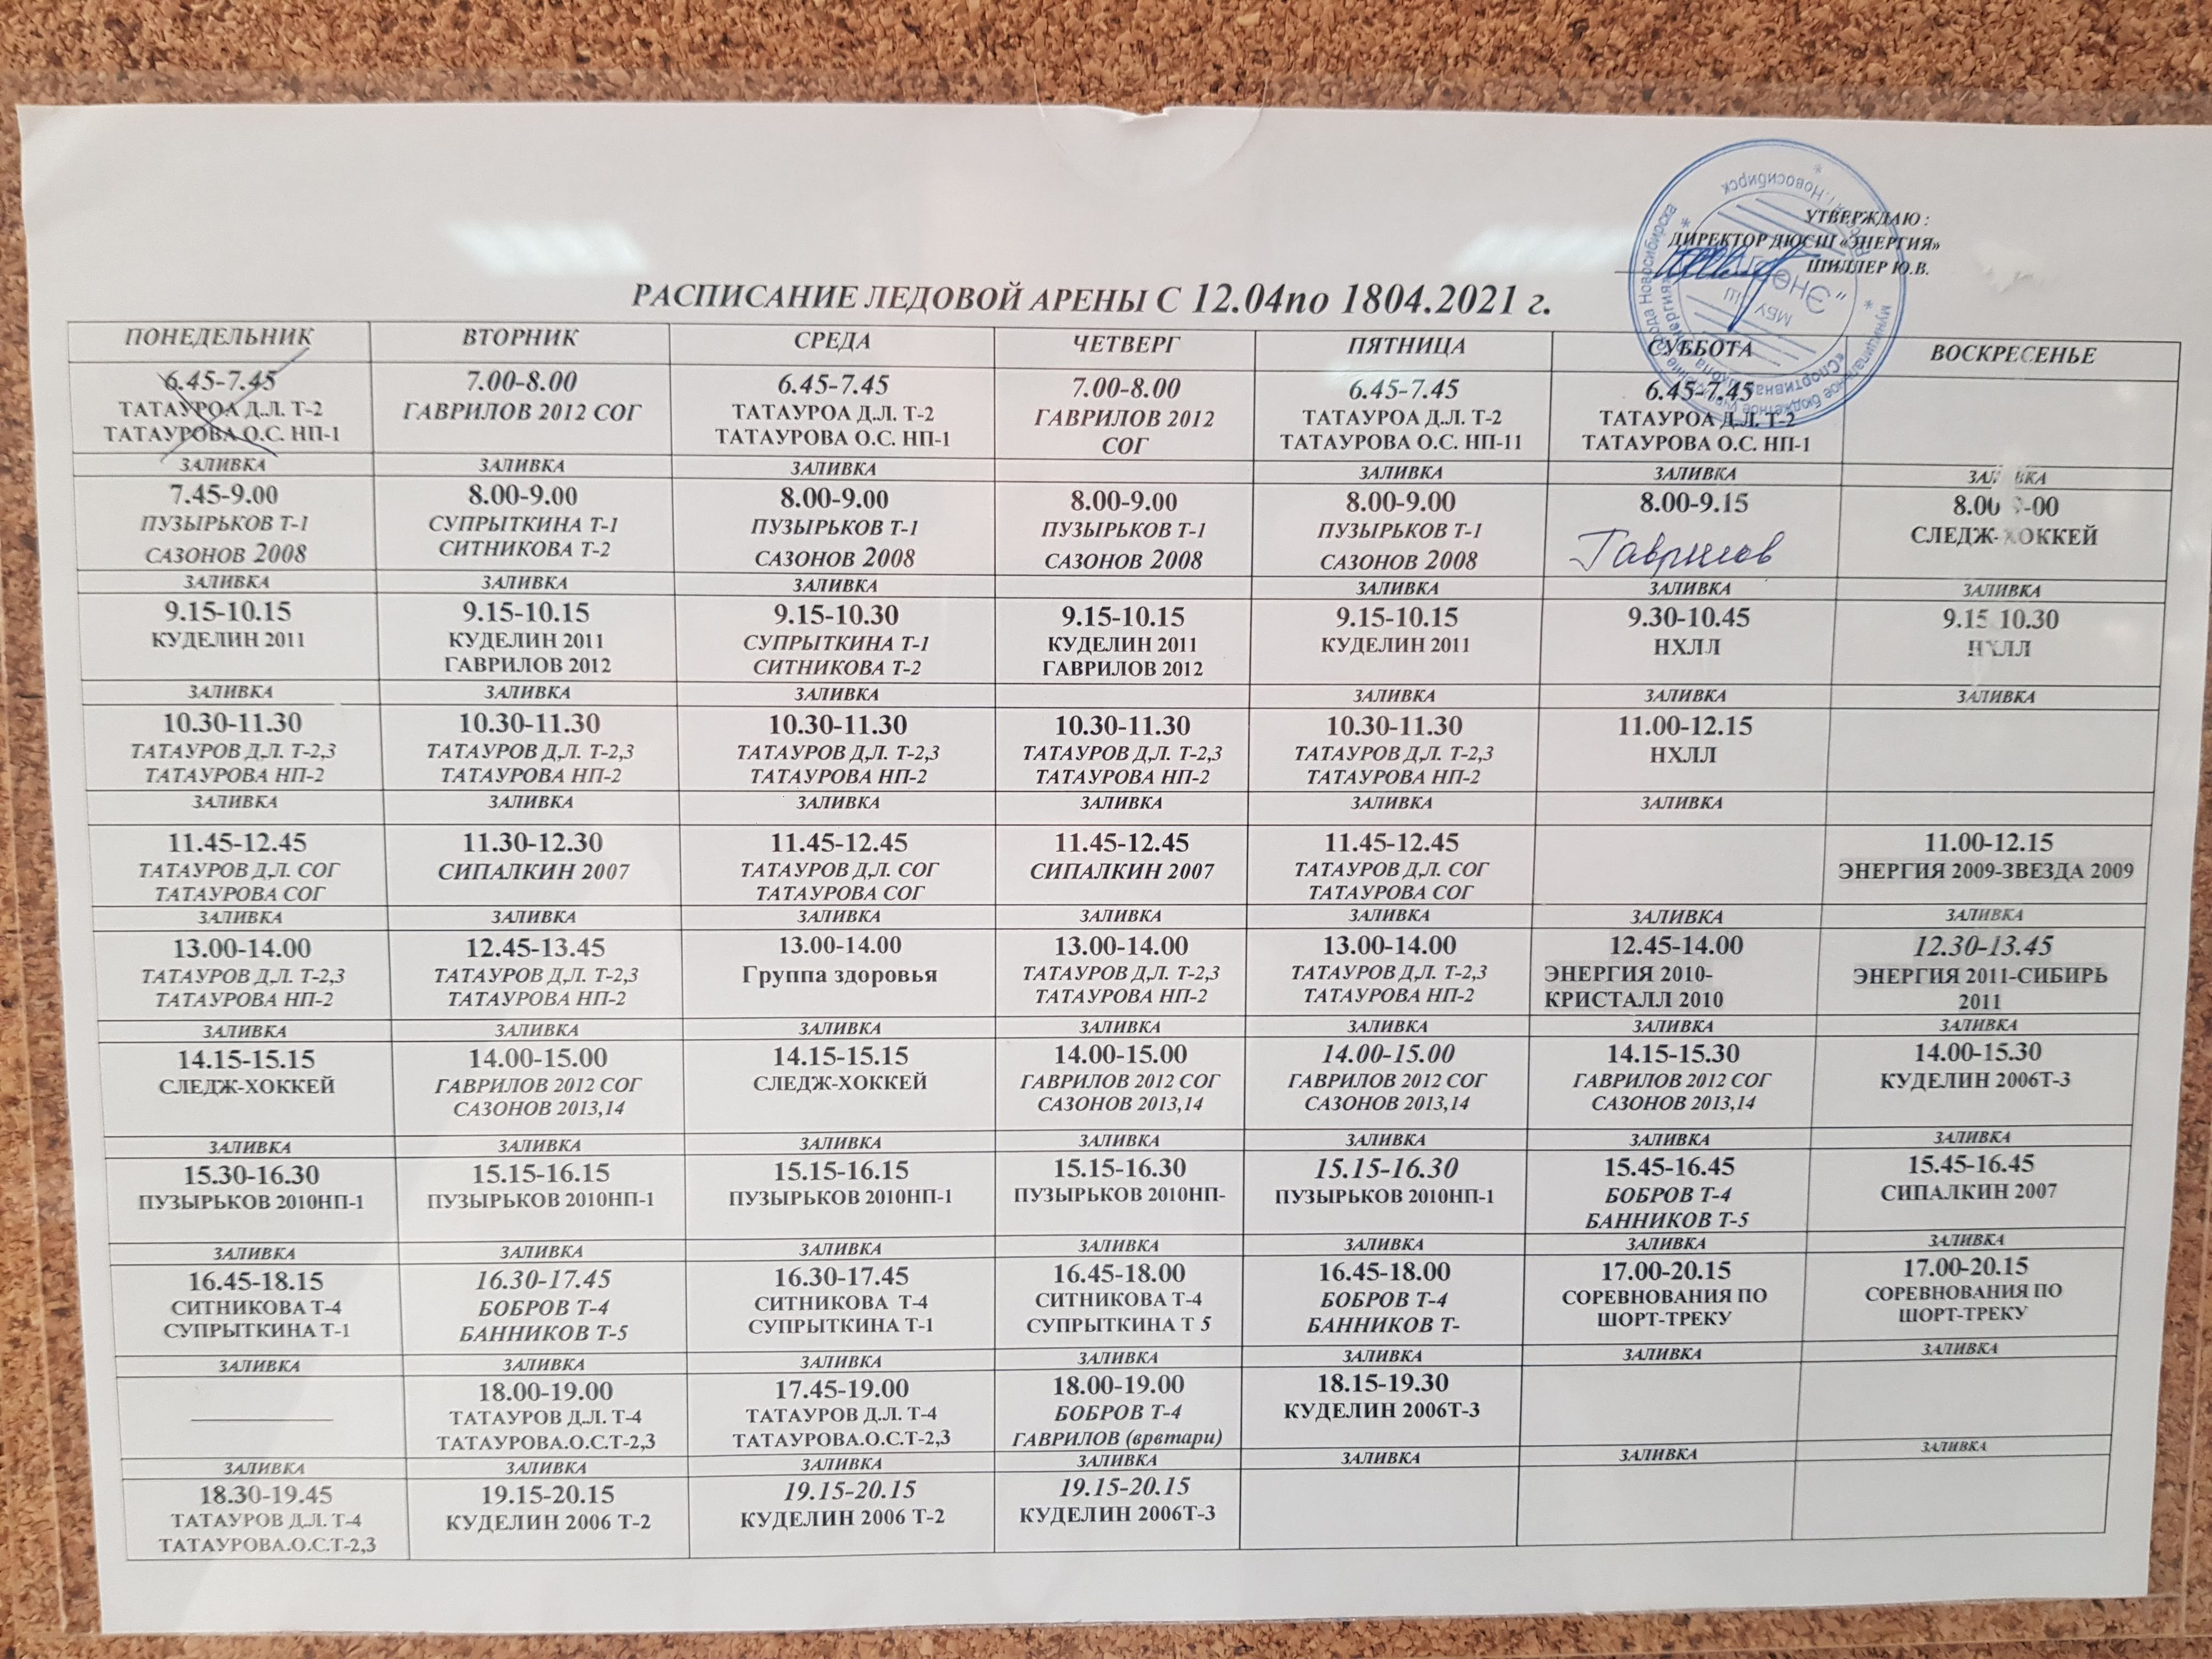 УТВЕРЖДАЮ :
ДИРЕКТОР ДЮСШ «ЭНЕРГИЯ»
ШИЛЛЕР Ю.В.
РАСПИСАНИЕ ЛЕДОВОЙ АРЕНЫ С 12.04по 1804.2021 г.
ПОНЕДЕЛЬНИК ВТОРНИК СРЕДА ЧЕТВЕРГ ПЯТНИЦА СУББОТА ВОСКРЕСЕНЬЕ
6.45-7.45 7.00-8.00 6.45-7.45 7.00-8.00 6.45-7.45 6.45-7.45
ТАТАУРОА Д.Л. Т-2 ГАВРИЛОВ 2012 СОГ ТАТАУРОА Д.Л. Т-2 ГАВРИЛОВ 2012 ТАТАУРОА Д.Л. Т-2 ТАТАУРОА Д.Л. Т-2
ТАТАУРОВА О.С. НП-1 ТАТАУРОВА О.С. НП-1 СОГ ТАТАУРОВА О.С. НП-11 ТАТАУРОВА О.С. НП-1
ЗАЛИВКА ЗАЛИВКА ЗАЛИВКА ЗАЛИВКА ЗАЛИВКА ЗАЛИВКА
7.45-9.00 8.00-9.00 8.00-9.00 8.00-9.00 8.00-9.00 8.00-9.15 8.00 9-00
ПУЗЫРЬКОВ Т-1 СУПРЫТКИНА Т-1 ПУЗЫРЬКОВ Т-1 ПУЗЫРЬКОВ Т-1 ПУЗЫРЬКОВ Т-1 Гаврилов СЛЕДЖ-ХОККЕЙ
САЗОНОВ 2008 СИТНИКОВА Т-2 САЗОНОВ 2008 САЗОНОВ 2008 САЗОНОВ 2008
ЗАЛИВКА ЗАЛИВКА ЗАЛИВКА ЗАЛИВКА ЗАЛИВКА ЗАЛИВКА
9.15-10.15 9.15-10.15 9.15-10.30 9.15-10.15 9.15-10.15 9.30-10.45 9.15 10.30
КУДЕЛИН 2011 КУДЕЛИН 2011 СУПРЫТКИНА Т-1 КУДЕЛИН 2011 КУДЕЛИН 2011 НХЛЛ НХЛЛ
ГАВРИЛОВ 2012 СИТНИКОВА Т-2 ГАВРИЛОВ 2012
ЗАЛИВКА ЗАЛИВКА ЗАЛИВКА ЗАЛИВКА ЗАЛИВКА ЗАЛИВКА
10.30-11.30 10.30-11.30 10.30-11.30 10.30-11.30 10.30-11.30 11.00-12.15
ТАТАУРОВ Д,Л. Т-2,3 ТАТАУРОВ Д,Л. Т-2,3 ТАТАУРОВ Д,Л. Т-2,3 ТАТАУРОВ Д,Л. Т-2,3 ТАТАУРОВ Д,Л. Т-2,3 НХЛЛ
ТАТАУРОВА НП-2 ТАТАУРОВА НП-2 ТАТАУРОВА НП-2 ТАТАУРОВА НП-2 ТАТАУРОВА НП-2
ЗАЛИВКА ЗАЛИВКА ЗАЛИВКА ЗАЛИВКА ЗАЛИВКА ЗАЛИВКА
11.45-12.45 11.30-12.30 11.45-12.45 11.45-12.45 11.45-12.45 11.00-12.15
ТАТАУРОВ Д,Л. СОГ СИПАЛКИН 2007 ТАТАУРОВ Д,Л. СОГ СИПАЛКИН 2007 ТАТАУРОВ Д,Л. СОГ ЭНЕРГИЯ 2009-ЗВЕЗДА 2009
ТАТАУРОВА СОГ ТАТАУРОВА СОГ ТАТАУРОВА СОГ
ЗАЛИВКА ЗАЛИВКА ЗАЛИВКА ЗАЛИВКА ЗАЛИВКА ЗАЛИВКА ЗАЛИВКА
13.00-14.00 12.45-13.45 13.00-14.00 13.00-14.00 13.00-14.00 12.45-14.00 12.30-13.45
ТАТАУРОВ Д,Л. Т-2,3 ТАТАУРОВ Д,Л. Т-2,3 Группа здоровья ТАТАУРОВ Д,Л. Т-2,3 ТАТАУРОВ Д,Л. Т-2,3 ЭНЕРГИЯ 2010- ЭНЕРГИЯ 2011-СИБИРЬ
ТАТАУРОВА НП-2 ТАТАУРОВА НП-2 ТАТАУРОВА НП-2 ТАТАУРОВА НП-2 КРИСТАЛЛ 2010 2011
ЗАЛИВКА ЗАЛИВКА ЗАЛИВКА ЗАЛИВКА ЗАЛИВКА ЗАЛИВКА ЗАЛИВКА
14.15-15.15 14.00-15.00 14.15-15.15 14.00-15.00 14.00-15.00 14.15-15.30 14.00-15.30
СЛЕДЖ-ХОККЕЙ ГАВРИЛОВ 2012 СОГ СЛЕДЖ-ХОККЕЙ ГАВРИЛОВ 2012 СОГ ГАВРИЛОВ 2012 СОГ ГАВРИЛОВ 2012 СОГ КУДЕЛИН 2006Т-3
САЗОНОВ 2013,14 САЗОНОВ 2013,14 САЗОНОВ 2013,14 САЗОНОВ 2013,14
ЗАЛИВКА ЗАЛИВКА ЗАЛИВКА ЗАЛИВКА ЗАЛИВКА ЗАЛИВКА ЗАЛИВКА
15.30-16.30 15.15-16.15 15.15-16.15 15.15-16.30 15.15-16.30 15.45-16.45 15.45-16.45
ПУЗЫРЬКОВ 2010НП-1 ПУЗЫРЬКОВ 2010НП-1 ПУЗЫРЬКОВ 2010НП-1 ПУЗЫРЬКОВ 2010НП- ПУЗЫРЬКОВ 2010НП-1 БОБРОВ Т-4 СИПАЛКИН 2007
БАННИКОВ Т-5
ЗАЛИВКА ЗАЛИВКА ЗАЛИВКА ЗАЛИВКА ЗАЛИВКА ЗАЛИВКА ЗАЛИВКА
16.45-18.15 16.30-17.45 16.30-17.45 16.45-18.00 16.45-18.00 17.00-20.15 17.00-20.15
СИТНИКОВА Т-4 БОБРОВ Т-4 СИТНИКОВА Т-4 СИТНИКОВА Т-4 БОБРОВ Т-4 СОРЕВНОВАНИЯ ПО СОРЕВНОВАНИЯ ПО
СУПРЫТКИНА Т-1 БАННИКОВ Т-5 СУПРЫТКИНА Т-1 СУПРЫТКИНА Т 5 БАННИКОВ Т- ШОРТ-ТРЕКУ ШОРТ-ТРЕКУ
ЗАЛИВКА ЗАЛИВКА ЗАЛИВКА ЗАЛИВКА ЗАЛИВКА ЗАЛИВКА ЗАЛИВКА
18.00-19.00 17.45-19.00 18.00-19.00 18.15-19.30
ТАТАУРОВ Д.Л. Т-4 ТАТАУРОВ Д.Л. Т-4 БОБРОВ Т-4 КУДЕЛИН 2006Т-3
ТАТАУРОВА.О.С.Т-2,3 ТАТАУРОВА.О.С.Т-2,3 ГАВРИЛОВ (врвтари)
ЗАЛИВКА ЗАЛИВКА ЗАЛИВКА ЗАЛИВКА ЗАЛИВКА ЗАЛИВКА ЗАЛИВКА
18.30-19.45 19.15-20.15 19.15-20.15 19.15-20.15
ТАТАУРОВ Д.Л. Т-4 КУДЕЛИН 2006 Т-2 КУДЕЛИН 2006 Т-2 КУДЕЛИН 2006Т-3
ТАТАУРОВА.О.С.Т-2,3